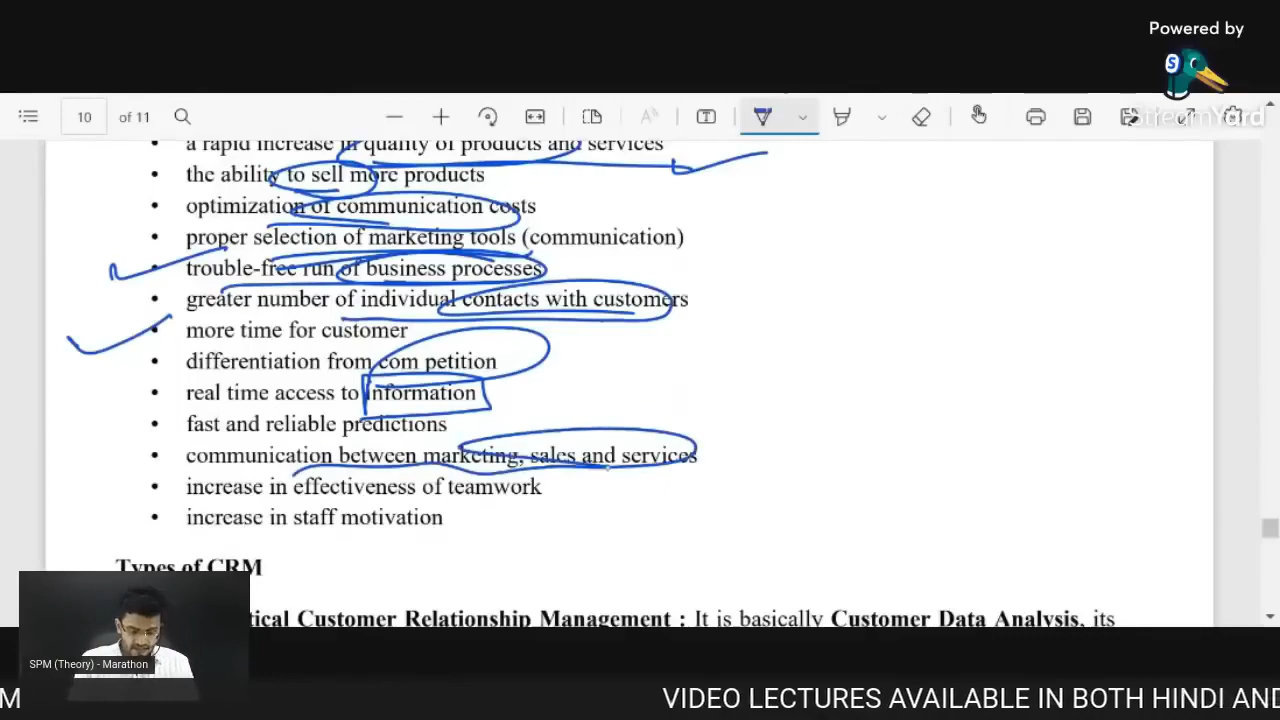 Powered by
S
StreamYard
10 of 11
• a rapid increase in quality of products and services
• the ability to sell more products
• optimization of communication costs
• proper selection of marketing tools (communication)
• trouble-free run of business processes
• greater number of individual contacts with customers
• more time for customer
• differentiation from com petition
• real time access to information
• fast and reliable predictions
• communication between marketing, sales and services
• increase in effectiveness of teamwork
• increase in staff motivation
Types of CRM
tical Customer Relationship Management : It is basically Customer Data Analysis, its
SPM (Theory) - Marathon
M VIDEO LECTURES AVAILABLE IN BOTH HINDI AND